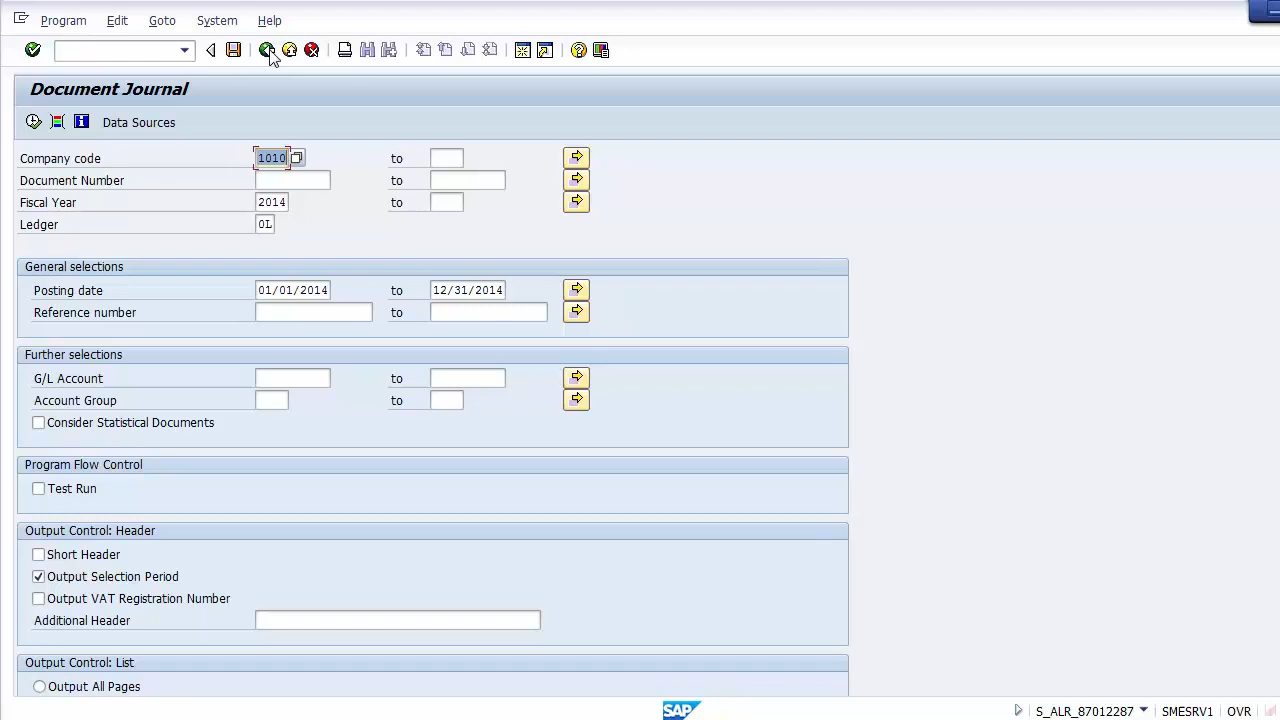 Program Edit Goto System Help
Document Journal
Data Sources
Company code 1010 to
Document Number to
Fiscal Year 2014 to
Ledger 0L
General selections
Posting date 01/01/2014 to 12/31/2014
Reference number to
Further selections
G/L Account to
Account Group to
Consider Statistical Documents
Program Flow Control
Test Run
Output Control: Header
Short Header
Output Selection Period
Output VAT Registration Number
Additional Header
Output Control: List
Output All Pages
SAP S_ALR_87012287 SMESRV1 OVR